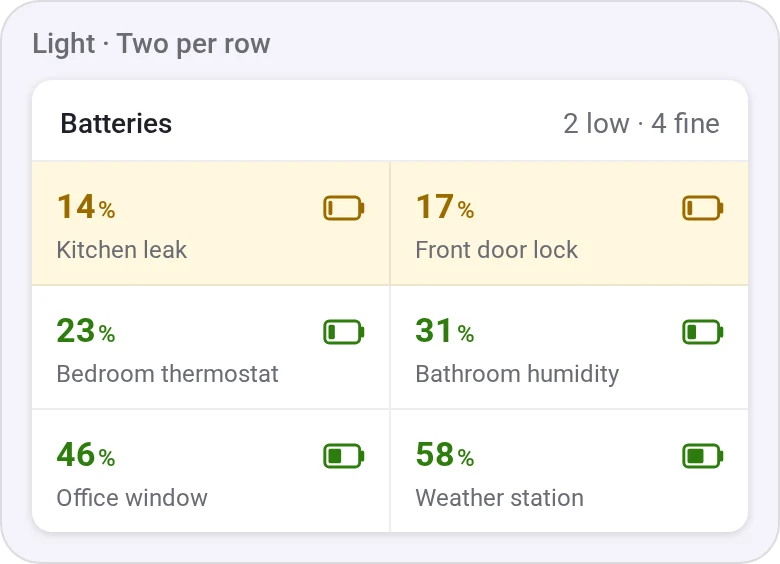 Light · Two per row
Batteries 2 low · 4 fine
14% 17%
Kitchen leak Front door lock
23% 31%
Bedroom thermostat Bathroom humidity
46% 58%
Office window Weather station